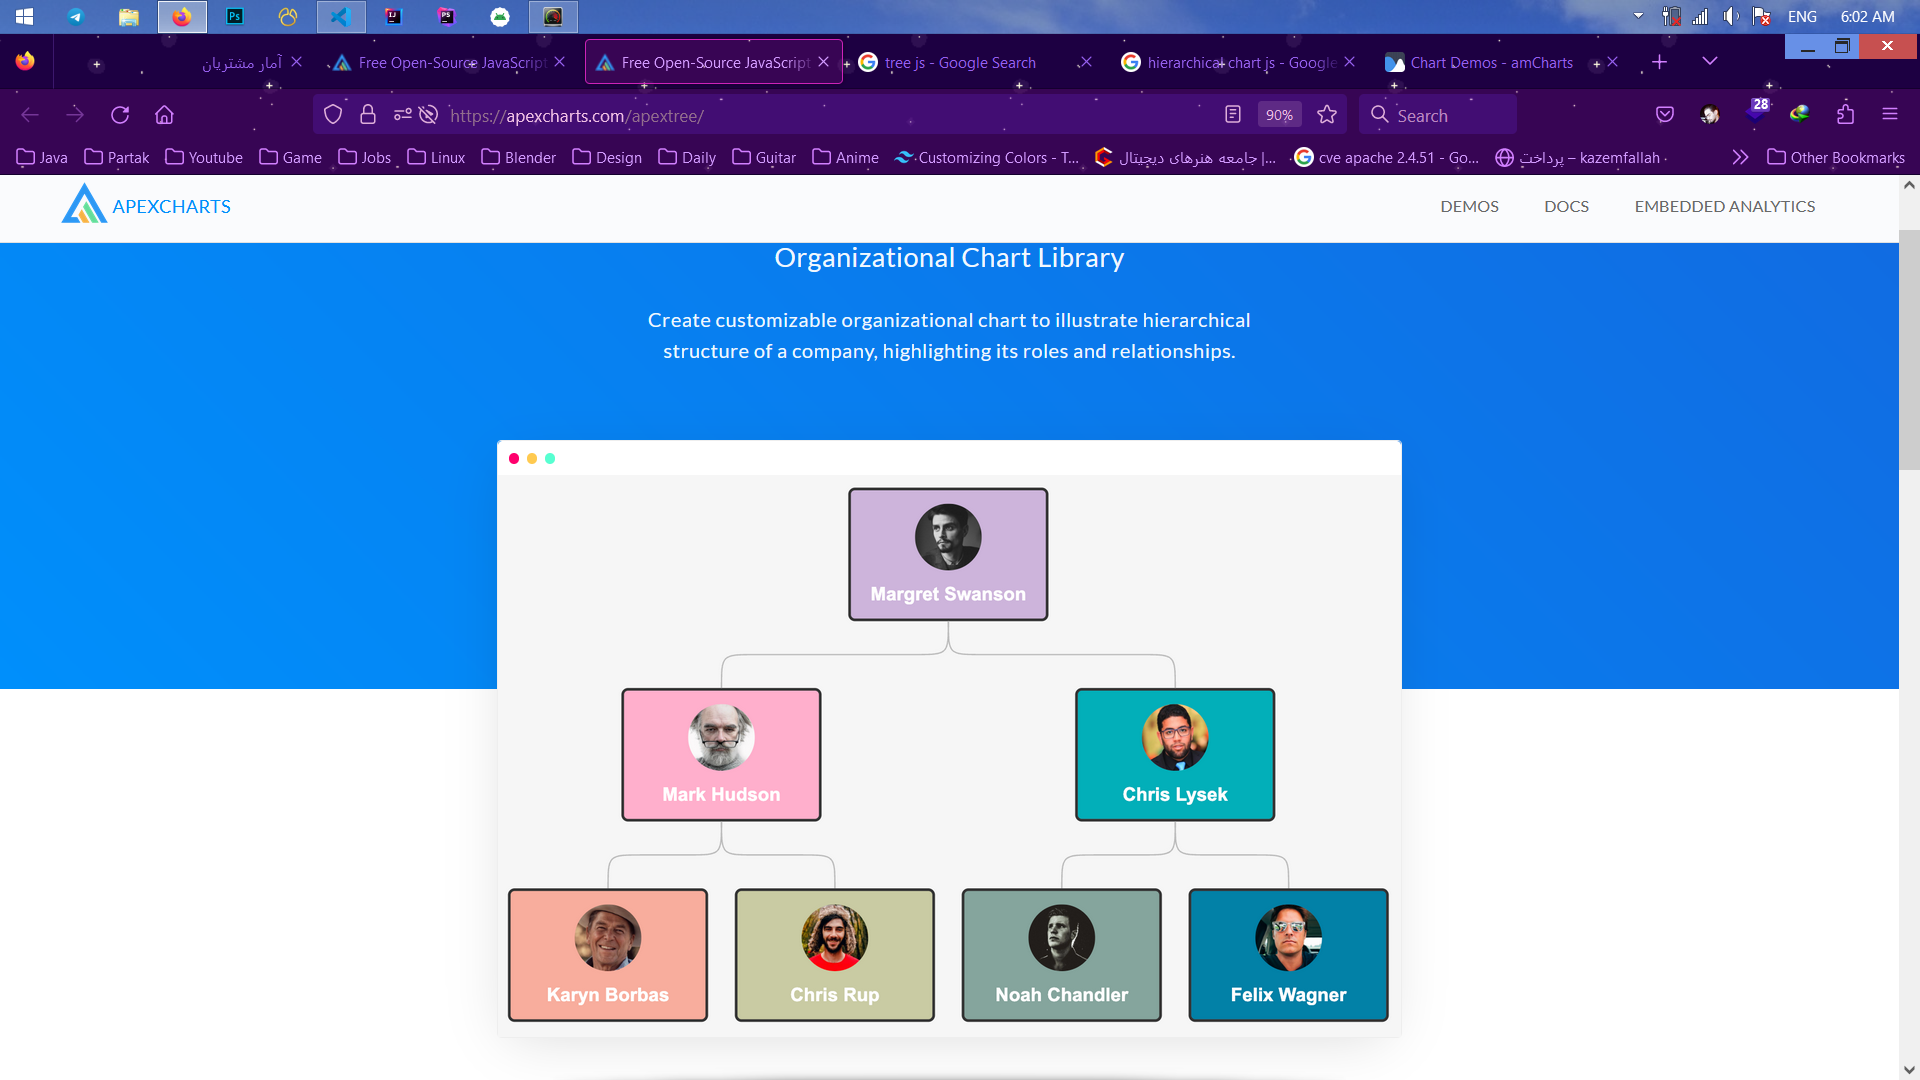 ENG
6:02 AM
آمار مشتریان
Free Open-Source JavaScript
Free Open-Source JavaScript
tree js - Google Search
hierarchical chart js - Google
Chart Demos - amCharts
https://apexcharts.com/apextree/
90%
Search
28
Java
Partak
Youtube
Game
Jobs
Linux
Blender
Design
Daily
Guitar
Anime
Customizing Colors - T...
جامعه هنرهای دیجیتال |...
cve apache 2.4.51 - Go...
پرداخت – kazemfallah
Other Bookmarks
APEXCHARTS
DEMOS
DOCS
EMBEDDED ANALYTICS
Organizational Chart Library
Create customizable organizational chart to illustrate hierarchical
structure of a company, highlighting its roles and relationships.
Margret Swanson
Mark Hudson
Chris Lysek
Karyn Borbas
Chris Rup
Noah Chandler
Felix Wagner